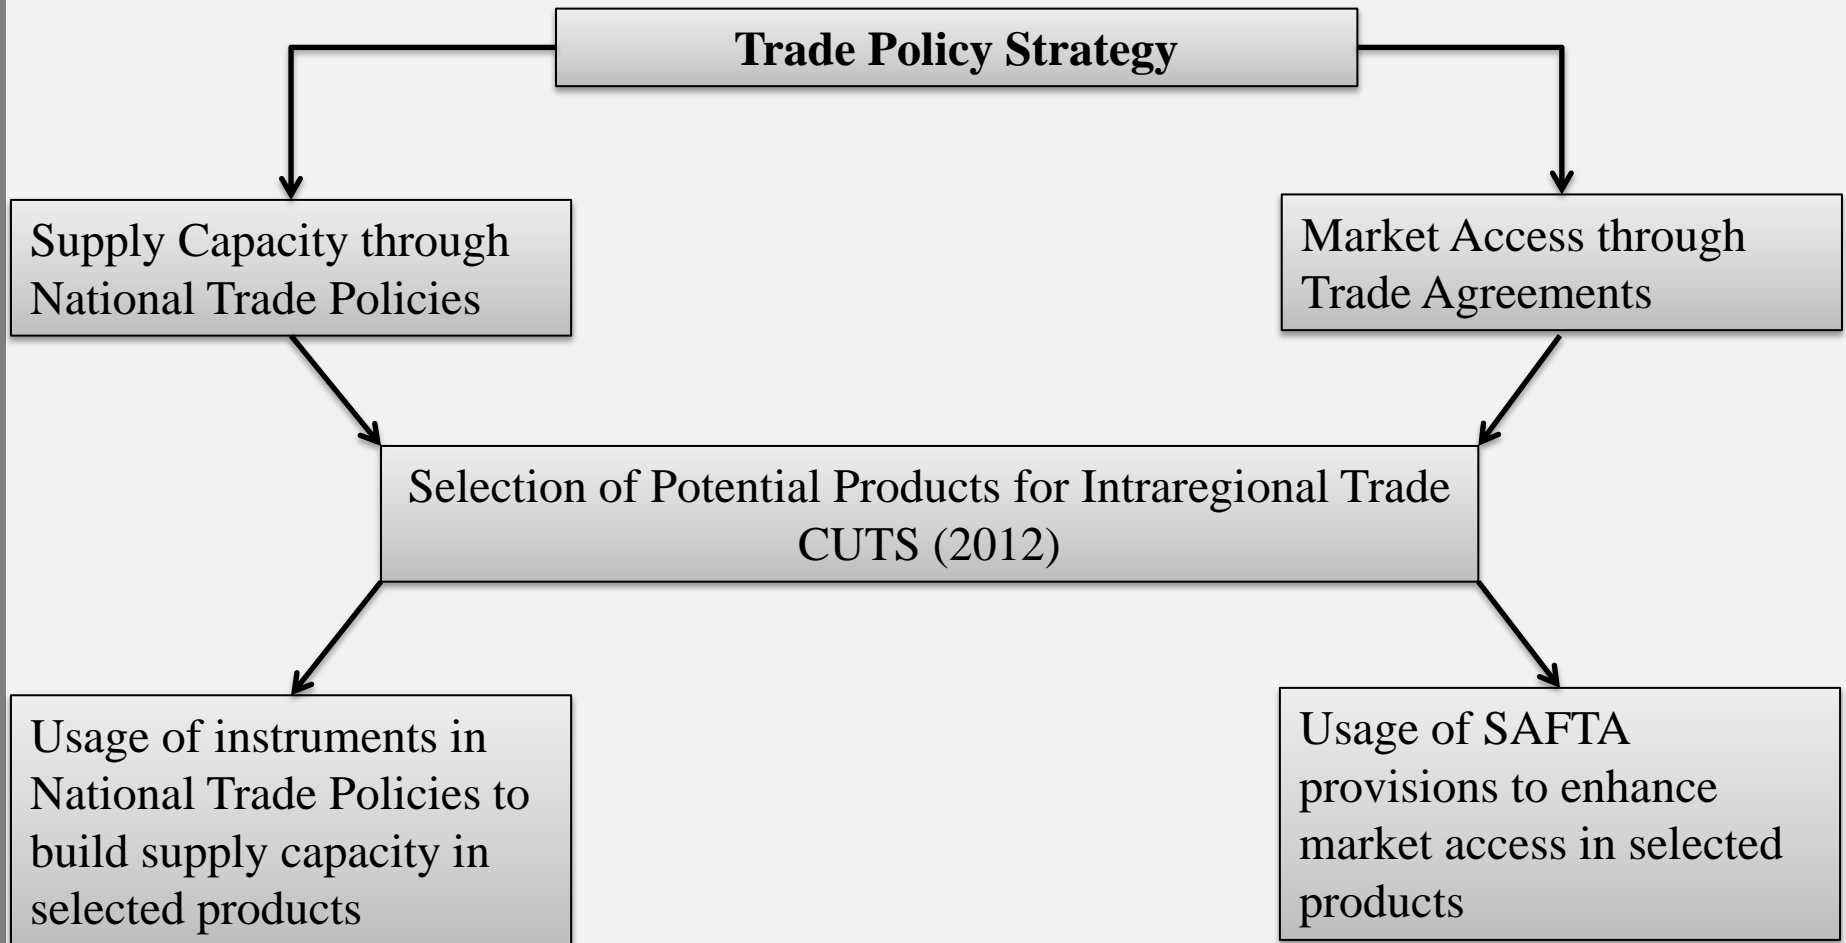 Trade Policy Strategy
Supply Capacity through
National Trade Policies
Market Access through
Trade Agreements
Selection of Potential Products for Intraregional Trade
CUTS (2012)
Usage of instruments in
National Trade Policies to
build supply capacity in
selected products
Usage of SAFTA
provisions to enhance
market access in selected
products